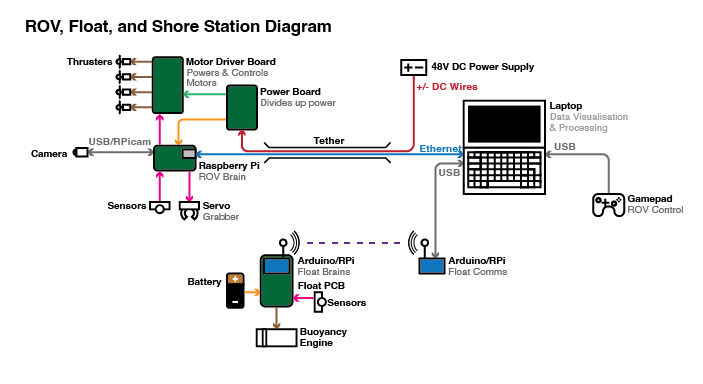 ROV, Float, and Shore Station Diagram
Thrusters
Motor Driver Board
Powers & Controls
Motors
48V DC Power Supply
+/- DC Wires
Power Board
Divides up power
Laptop
Data Visualisation
& Processing
Tether
USB/RPicam
Camera
Ethernet
USB
USB
Raspberry Pi
ROV Brain
Sensors
Servo
Grabber
Gamepad
ROV Control
Arduino/RPi
Float Brains
Arduino/RPi
Float Comms
Battery
Float PCB
Sensors
Buoyancy
Engine